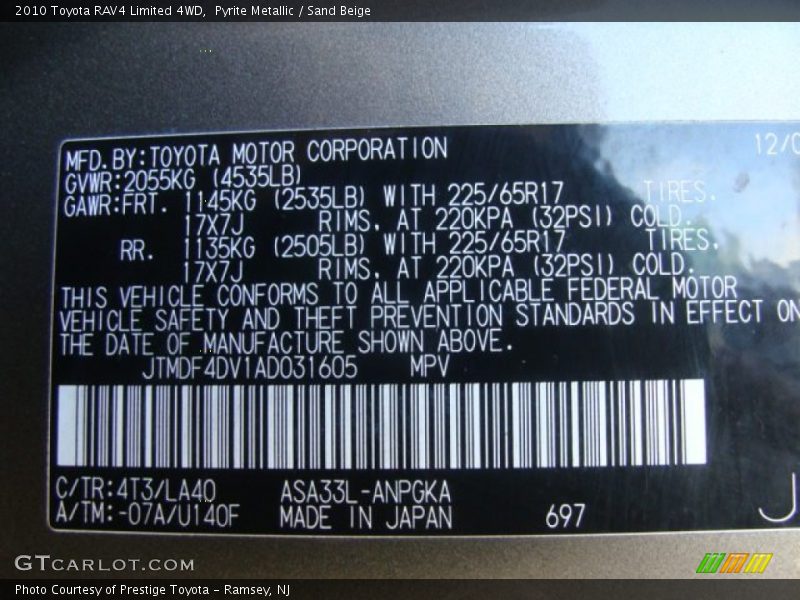 2010 Toyota RAV4 Limited 4WD, Pyrite Metallic / Sand Beige
MFD.BY:TOYOTA MOTOR CORPORATION 12/0
GVWR:2055KG (4535LB)
GAWR:FRT. 1145KG (2535LB) WITH 225/65R17 TIRES.
17X7J RIMS, AT 220KPA (32PSI) COLD.
RR. 1135KG (2505LB) WITH 225/65R17 TIRES.
17X7J RIMS, AT 220KPA (32PSI) COLD.
THIS VEHICLE CONFORMS TO ALL APPLICABLE FEDERAL MOTOR
VEHICLE SAFETY AND THEFT PREVENTION STANDARDS IN EFFECT ON
THE DATE OF MANUFACTURE SHOWN ABOVE.
JTMDF4DV1AD031605 MPV
C/TR:4T3/LA40 ASA33L-ANPGKA
A/TM:-07A/U140F MADE IN JAPAN 697 J
GTCARLOT.COM
Photo Courtesy of Prestige Toyota - Ramsey, NJ